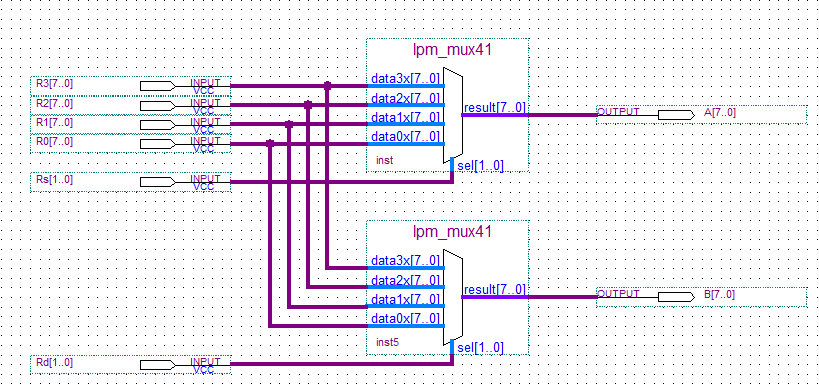 lpm_mux41
R3[7..0]
INPUT
VCC
data3x[7..0]
R2[7..0]
INPUT
VCC
data2x[7..0]
result[7..0]
OUTPUT
A[7..0]
R1[7..0]
INPUT
VCC
data1x[7..0]
R0[7..0]
INPUT
VCC
data0x[7..0]
inst
sel[1..0]
Rs[1..0]
INPUT
VCC
lpm_mux41
data3x[7..0]
data2x[7..0]
result[7..0]
OUTPUT
B[7..0]
data1x[7..0]
data0x[7..0]
inst5
sel[1..0]
Rd[1..0]
INPUT
VCC